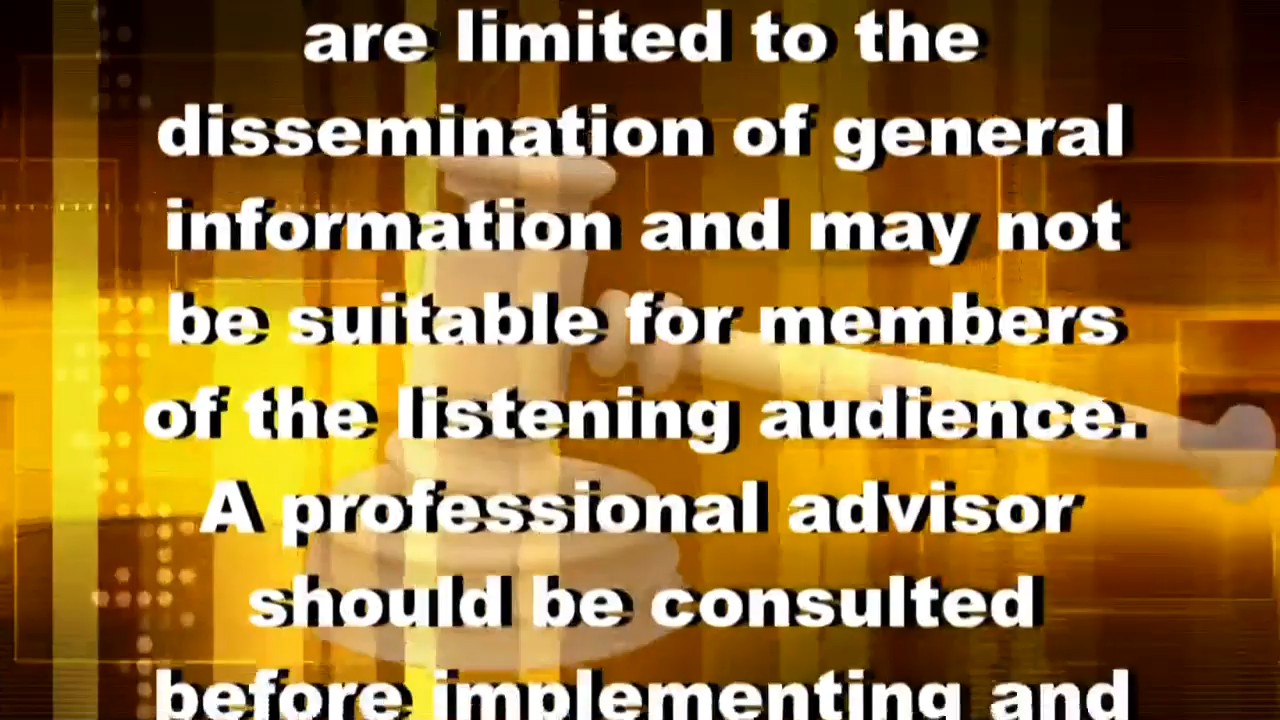 are limited to the
dissemination of general
information and may not
be suitable for members
of the listening audience.
A professional advisor
should be consulted
before implementing and